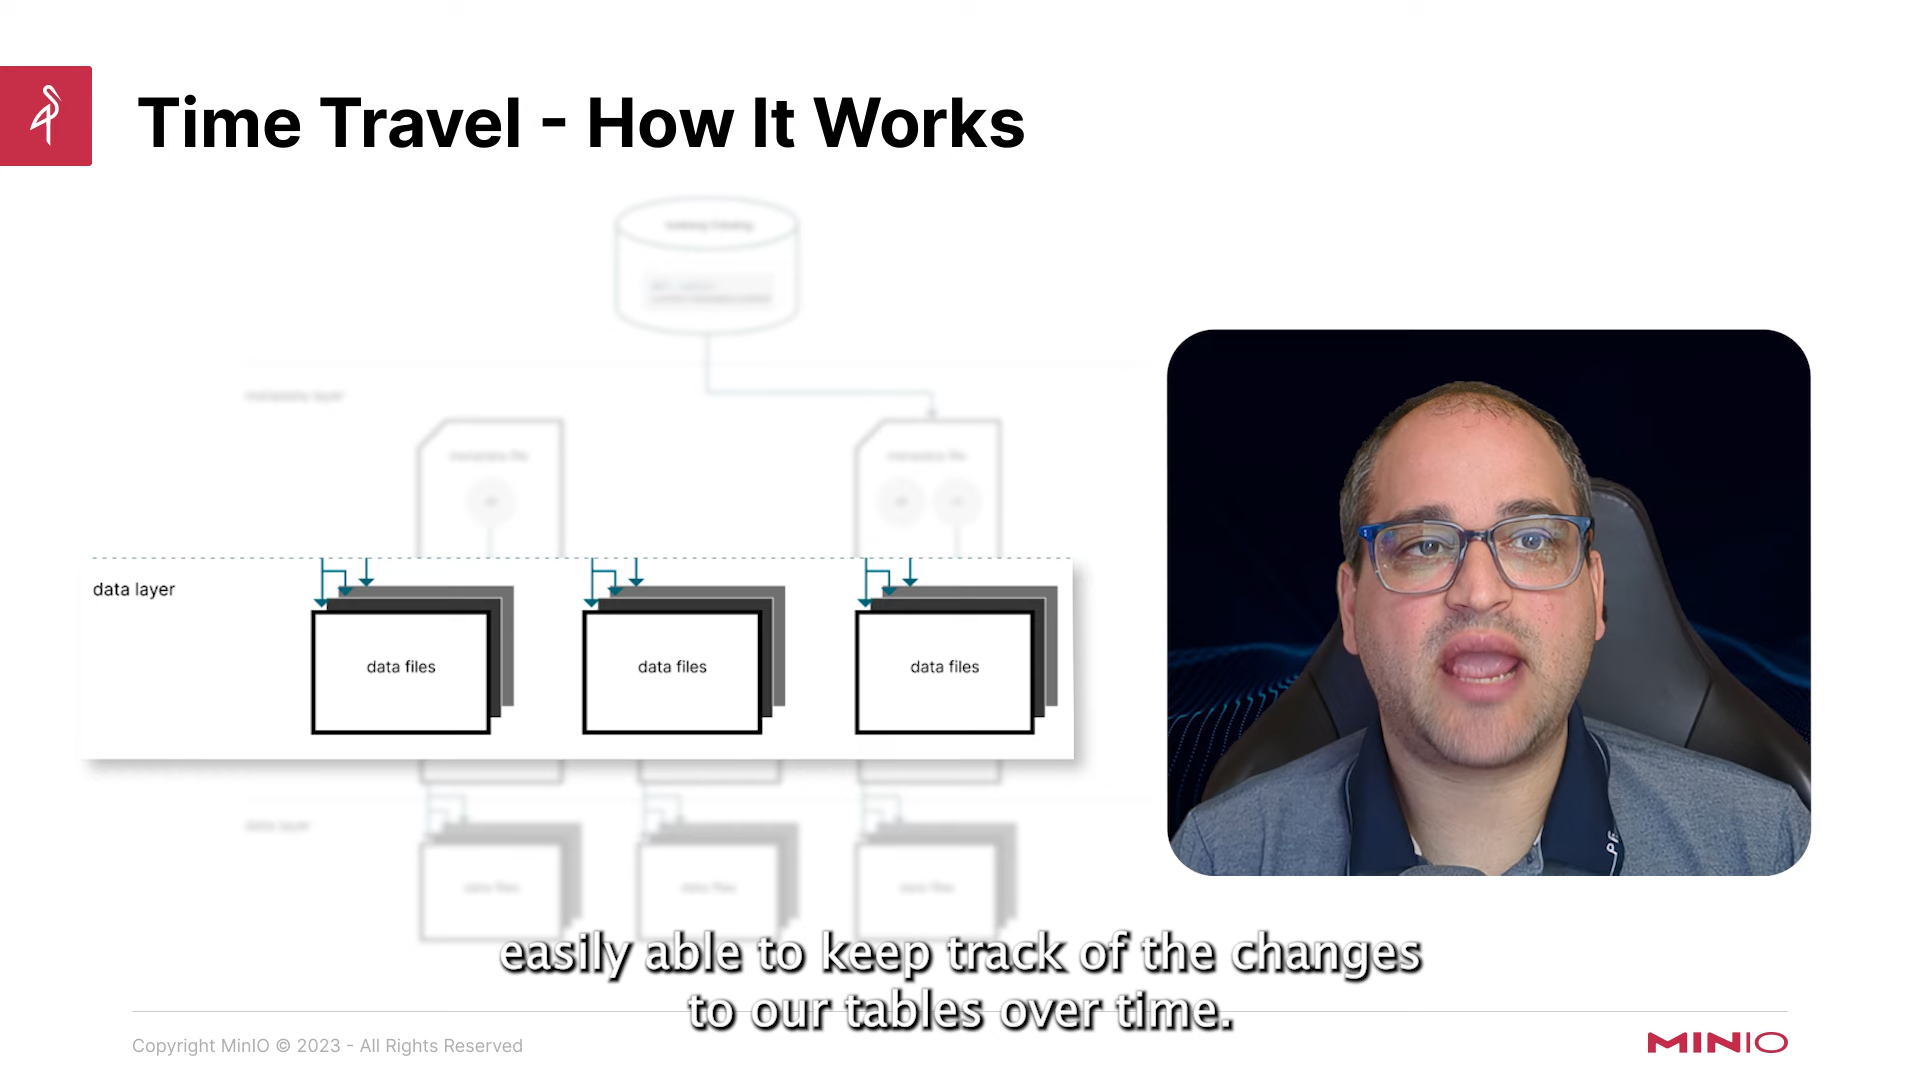 Time Travel - How It Works
data layer
data files
data files
data files
easily able to keep track of the changes
to our tables over time.
Copyright MinIO © 2023 - All Rights Reserved
MINIO